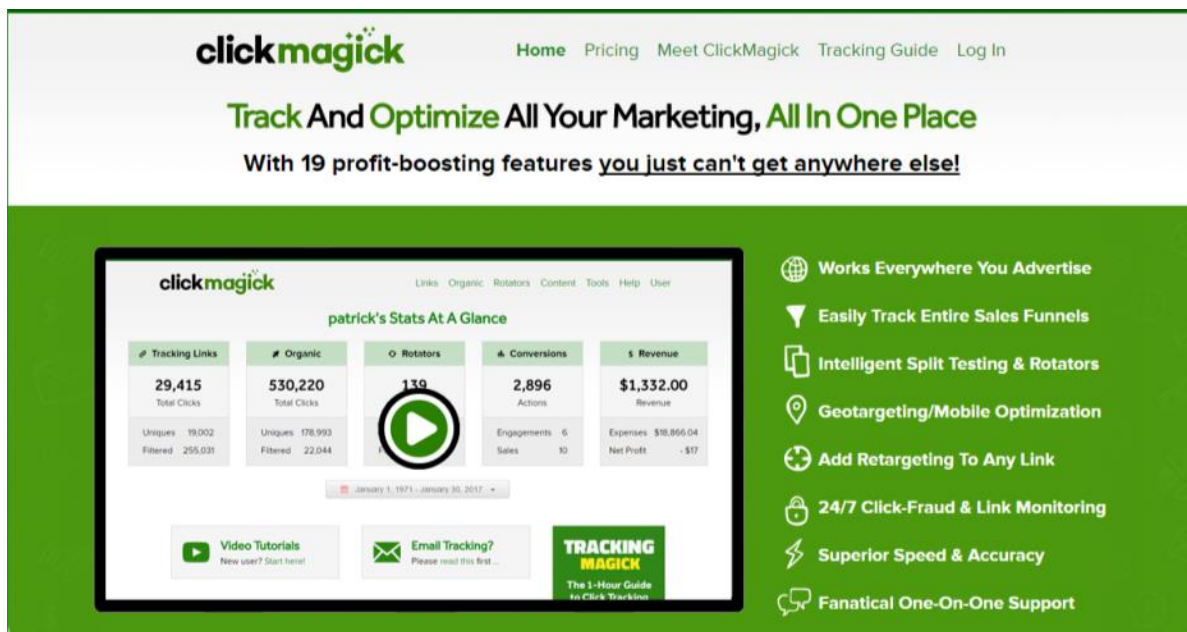 clickmagick
Home Pricing Meet ClickMagick Tracking Guide Log In
Track And Optimize All Your Marketing, All In One Place
With 19 profit-boosting features you just can't get anywhere else!
clickmagick
Links Organic Rotators Content Tools Help User
patrick's Stats At A Glance
Tracking Links Organic Rotators Conversions $ Revenue
29,415 530,220 139 2,896 $1,332.00
Total Clicks Total Clicks Actions Revenue
Uniques 19,002 Uniques 178,993 Engagements 6 Expenses $18,866.04
Filtered 255,031 Filtered 22,044 Sales 10 Net Profit - $17
January 1, 1971 - January 30, 2017
Video Tutorials
New user? Start here!
Email Tracking?
Please read this first ...
TRACKING
MAGICK
The 1-Hour Guide
to Click Tracking
Works Everywhere You Advertise
Easily Track Entire Sales Funnels
Intelligent Split Testing & Rotators
Geotargeting/Mobile Optimization
Add Retargeting To Any Link
24/7 Click-Fraud & Link Monitoring
Superior Speed & Accuracy
Fanatical One-On-One Support